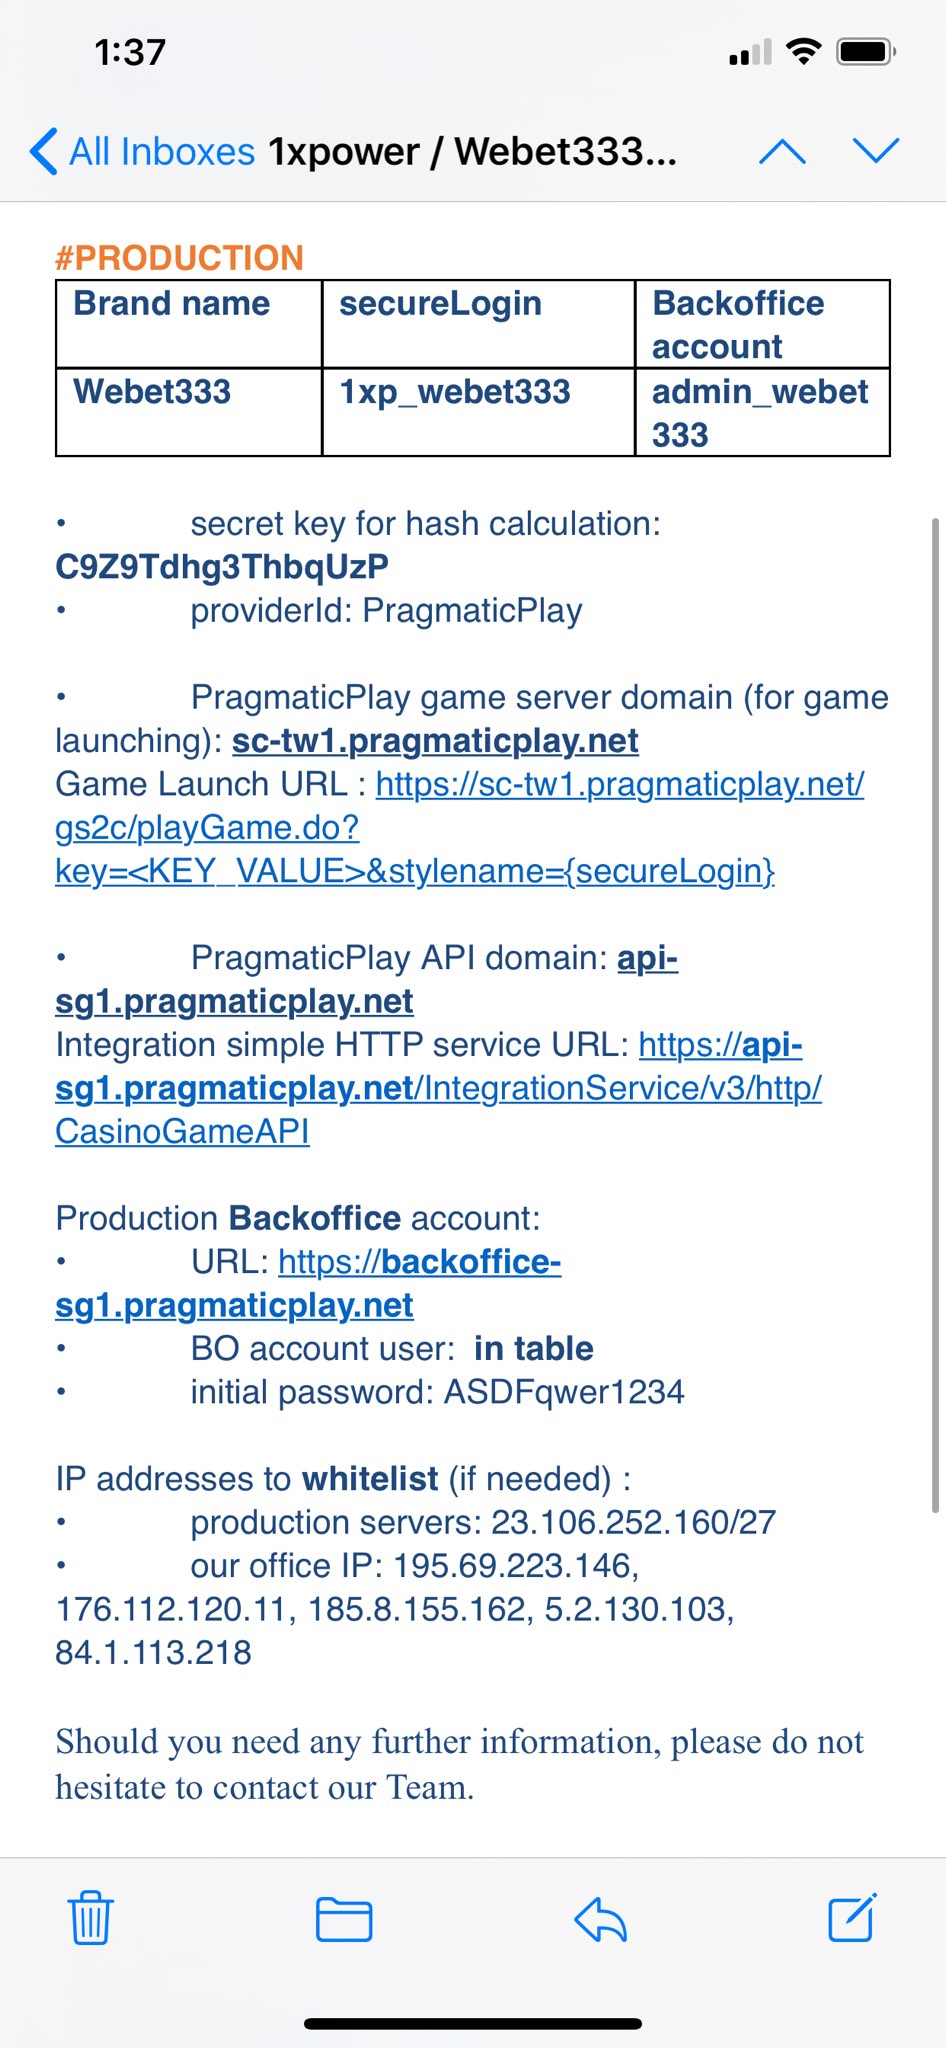 1:37
All Inboxes 1xpower / Webet333...
#PRODUCTION
Brand name secureLogin Backoffice account
Webet333 1xp_webet333 admin_webet333
• secret key for hash calculation:
C9Z9Tdhg3ThbqUzP
• providerId: PragmaticPlay
• PragmaticPlay game server domain (for game
launching): sc-tw1.pragmaticplay.net
Game Launch URL : https://sc-tw1.pragmaticplay.net/
gs2c/playGame.do?
key=<KEY_VALUE>&stylename={secureLogin}
• PragmaticPlay API domain: api-
sg1.pragmaticplay.net
Integration simple HTTP service URL: https://api-
sg1.pragmaticplay.net/IntegrationService/v3/http/
CasinoGameAPI
Production Backoffice account:
• URL: https://backoffice-
sg1.pragmaticplay.net
• BO account user: in table
• initial password: ASDFqwer1234
IP addresses to whitelist (if needed) :
• production servers: 23.106.252.160/27
• our office IP: 195.69.223.146,
176.112.120.11, 185.8.155.162, 5.2.130.103,
84.1.113.218
Should you need any further information, please do not
hesitate to contact our Team.